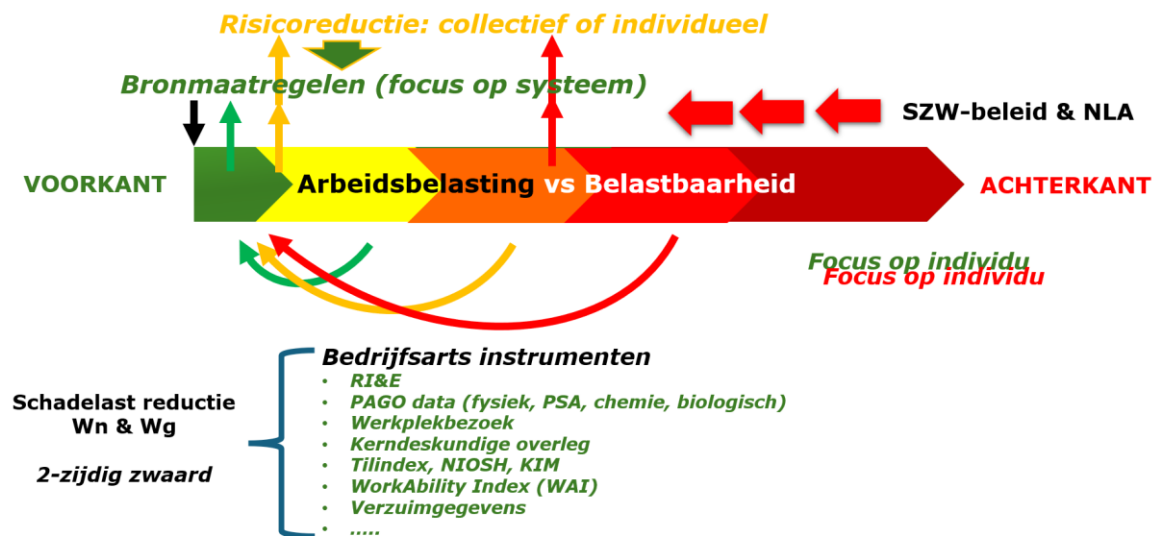 Risicoreductie: collectief of individueel
Bronmaatregelen (focus op systeem)
SZW-beleid & NLA
VOORKANT
Arbeidsbelasting vs Belastbaarheid
ACHTERKANT
Focus op individu
Focus op individu
Schadelast reductie
Wn & Wg
2-zijdig zwaard
Bedrijfsarts instrumenten
• RI&E
• PAGO data (fysiek, PSA, chemie, biologisch)
• Werkplekbezoek
• Kerndeskundige overleg
• Tilindex, NIOSH, KIM
• WorkAbility Index (WAI)
• Verzuimgegevens
• .....